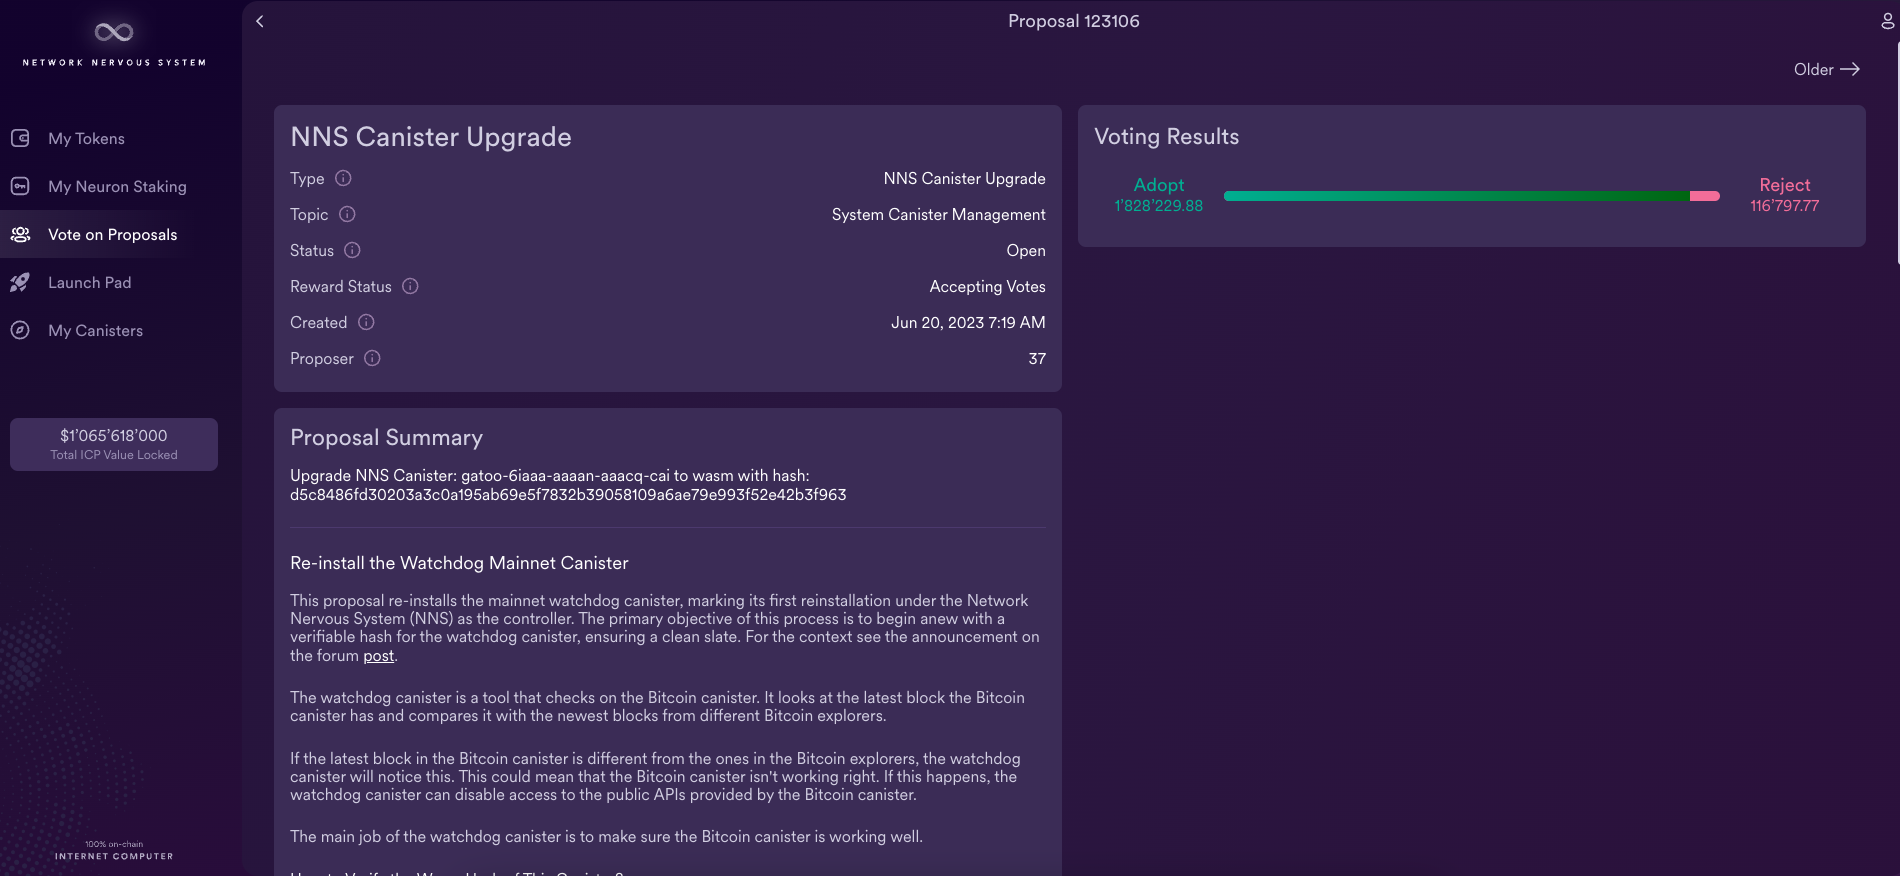 NETWORK NERVOUS SYSTEM
My Tokens
My Neuron Staking
Vote on Proposals
Launch Pad
My Canisters
$1’065’618’000
Total ICP Value Locked
100% on-chain
INTERNET COMPUTER
Proposal 123106
Older
NNS Canister Upgrade
Type NNS Canister Upgrade
Topic System Canister Management
Status Open
Reward Status Accepting Votes
Created Jun 20, 2023 7:19 AM
Proposer 37
Voting Results
Adopt
1’828’229.88
Reject
116’797.77
Proposal Summary
Upgrade NNS Canister: gatoo-6iaaa-aaaan-aaacq-cai to wasm with hash:
d5c8486fd30203a3c0a195ab69e5f7832b39058109a6ae79e993f52e42b3f963
Re-install the Watchdog Mainnet Canister
This proposal re-installs the mainnet watchdog canister, marking its first reinstallation under the Network
Nervous System (NNS) as the controller. The primary objective of this process is to begin anew with a
verifiable hash for the watchdog canister, ensuring a clean slate. For the context see the announcement on
the forum post.
The watchdog canister is a tool that checks on the Bitcoin canister. It looks at the latest block the Bitcoin
canister has and compares it with the newest blocks from different Bitcoin explorers.
If the latest block in the Bitcoin canister is different from the ones in the Bitcoin explorers, the watchdog
canister will notice this. This could mean that the Bitcoin canister isn't working right. If this happens, the
watchdog canister can disable access to the public APIs provided by the Bitcoin canister.
The main job of the watchdog canister is to make sure the Bitcoin canister is working well.